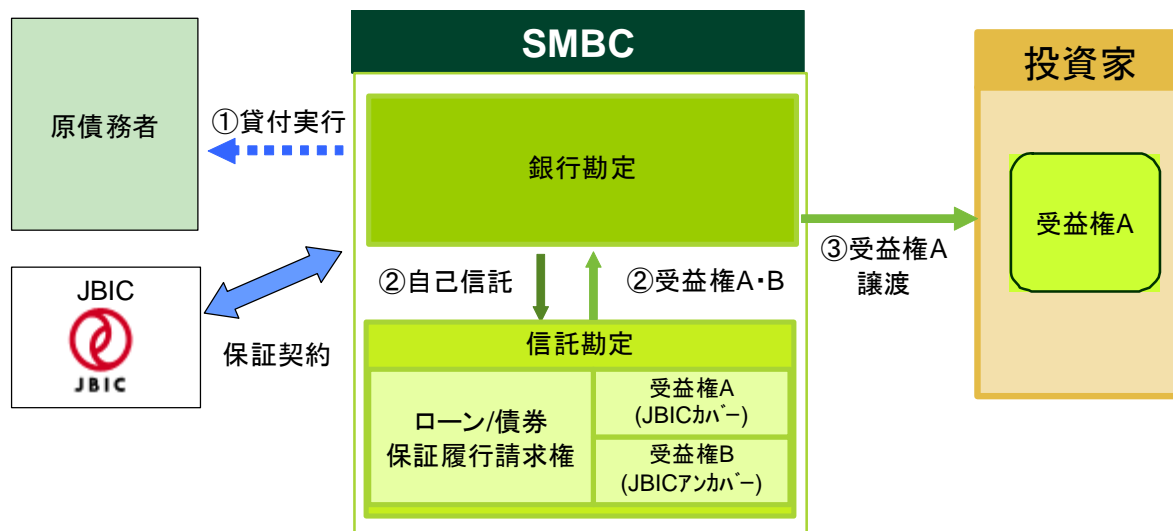 SMBC
原債務者
①貸付実行
銀行勘定
投資家
受益権A
③受益権A
譲渡
JBIC
JBIC
保証契約
②自己信託
②受益権A・B
信託勘定
ローン/債券
保証履行請求権
受益権A
(JBICｶﾊﾞｰ)
受益権B
(JBICｱﾝｶﾊﾞｰ)